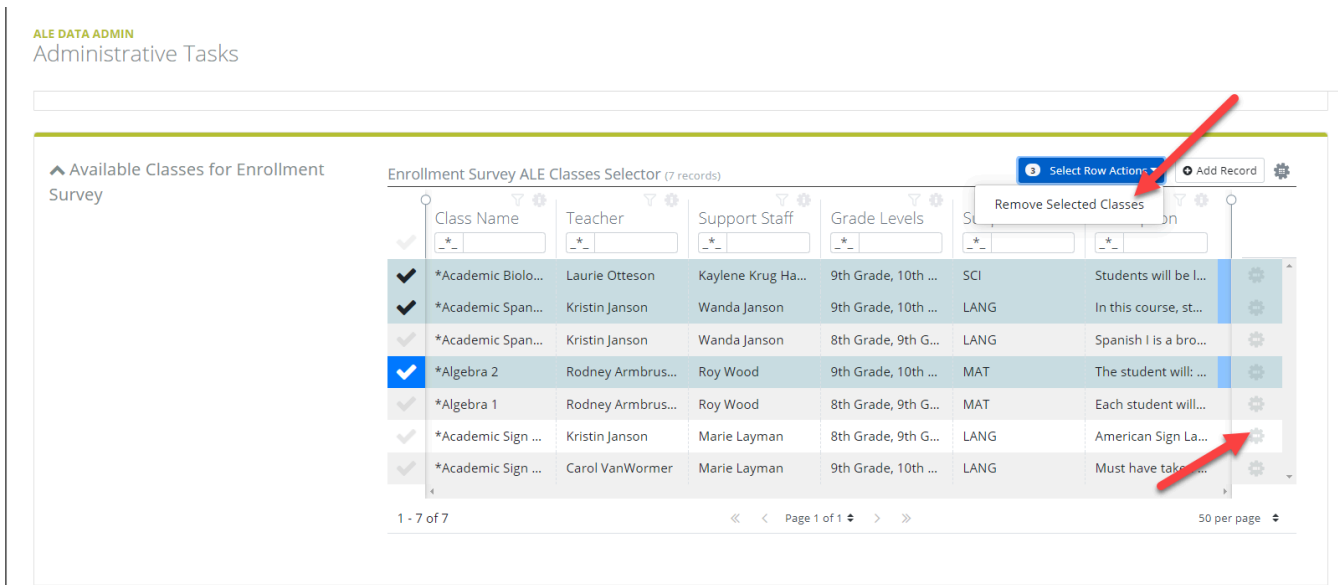 ALE DATA ADMIN
Administrative Tasks
Available Classes for Enrollment
Survey
Enrollment Survey ALE Classes Selector (7 records)
3 Select Row Actions
Add Record
Remove Selected Classes
Class Name Teacher Support Staff Grade Levels
_*_ _*_ _*_ _*_ _*_ _*_
*Academic Biolo... Laurie Otteson Kaylene Krug Ha... 9th Grade, 10th ... SCI Students will be l...
*Academic Span... Kristin Janson Wanda Janson 9th Grade, 10th ... LANG In this course, st...
*Academic Span... Kristin Janson Wanda Janson 8th Grade, 9th G... LANG Spanish I is a bro...
*Algebra 2 Rodney Armbrus... Roy Wood 9th Grade, 10th ... MAT The student will: ...
*Algebra 1 Rodney Armbrus... Roy Wood 8th Grade, 9th G... MAT Each student will...
*Academic Sign ... Kristin Janson Marie Layman 8th Grade, 9th G... LANG American Sign La...
*Academic Sign ... Carol VanWormer Marie Layman 9th Grade, 10th ... LANG Must have take
1 - 7 of 7 Page 1 of 1 50 per page